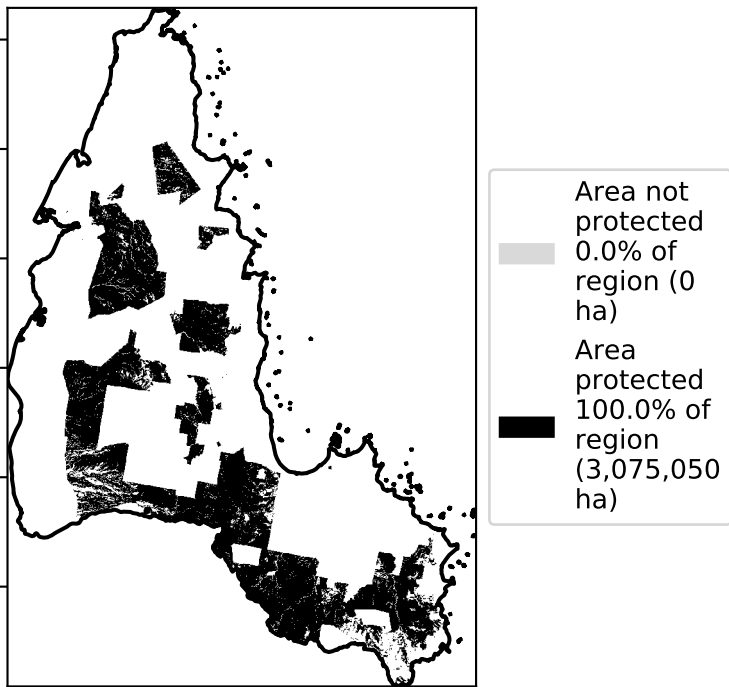 Area not
protected
0.0% of
region (0
ha)
Area
protected
100.0% of
region
(3,075,050
ha)